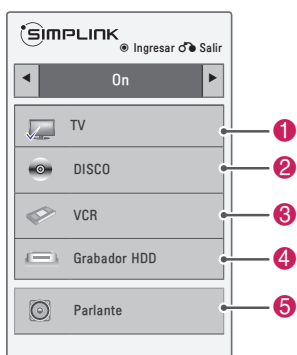 SIMPLINK
Ingresar Salir
On
TV 1
DISCO 2
VCR 3
Grabador HDD 4
Parlante 5